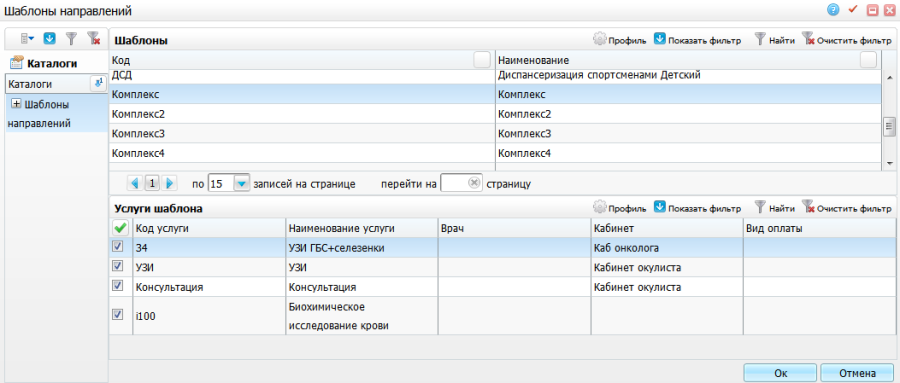 Шаблоны направлений
Каталоги
Каталоги
Шаблоны
направлений
Шаблоны Профиль Показать фильтр Найти Очистить фильтр
Код Наименование
ДСД Диспансеризация спортсменами Детский
Комплекс Комплекс
Комплекс2 Комплекс2
Комплекс3 Комплекс3
Комплекс4 Комплекс4
1 по 15 записей на странице перейти на страницу
Услуги шаблона Профиль Показать фильтр Найти Очистить фильтр
Код услуги Наименование услуги Врач Кабинет Вид оплаты
34 УЗИ ГБС+селезенки Каб онколога
УЗИ УЗИ Кабинет окулиста
Консультация Консультация Кабинет окулиста
i100 Биохимическое
исследование крови
Ок Отмена